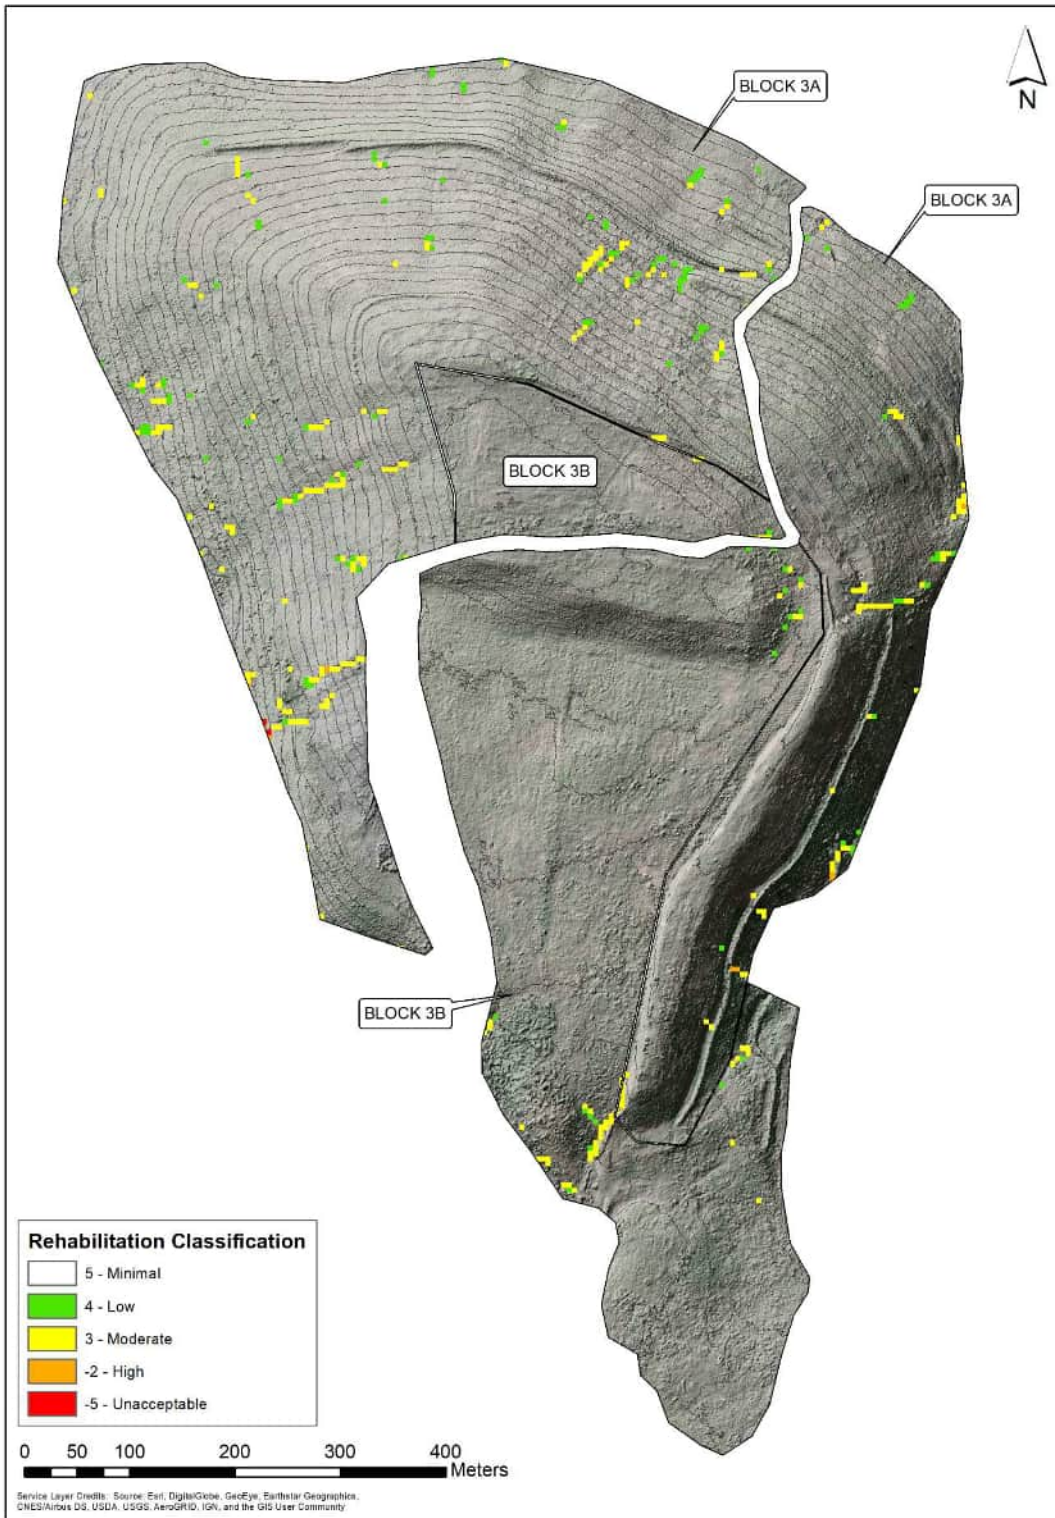 N
BLOCK 3A
BLOCK 3A
BLOCK 3B
BLOCK 3B
Rehabilitation Classification
5 - Minimal
4 - Low
3 - Moderate
-2 - High
-5 - Unacceptable
0 50 100 200 300 400
Meters
Service Layer Credits: Source: Esri, DigitalGlobe, GeoEye, Earthstar Geographics,
CNES/Airbus DS, USDA, USGS, AeroGRID, IGN, and the GIS User Community